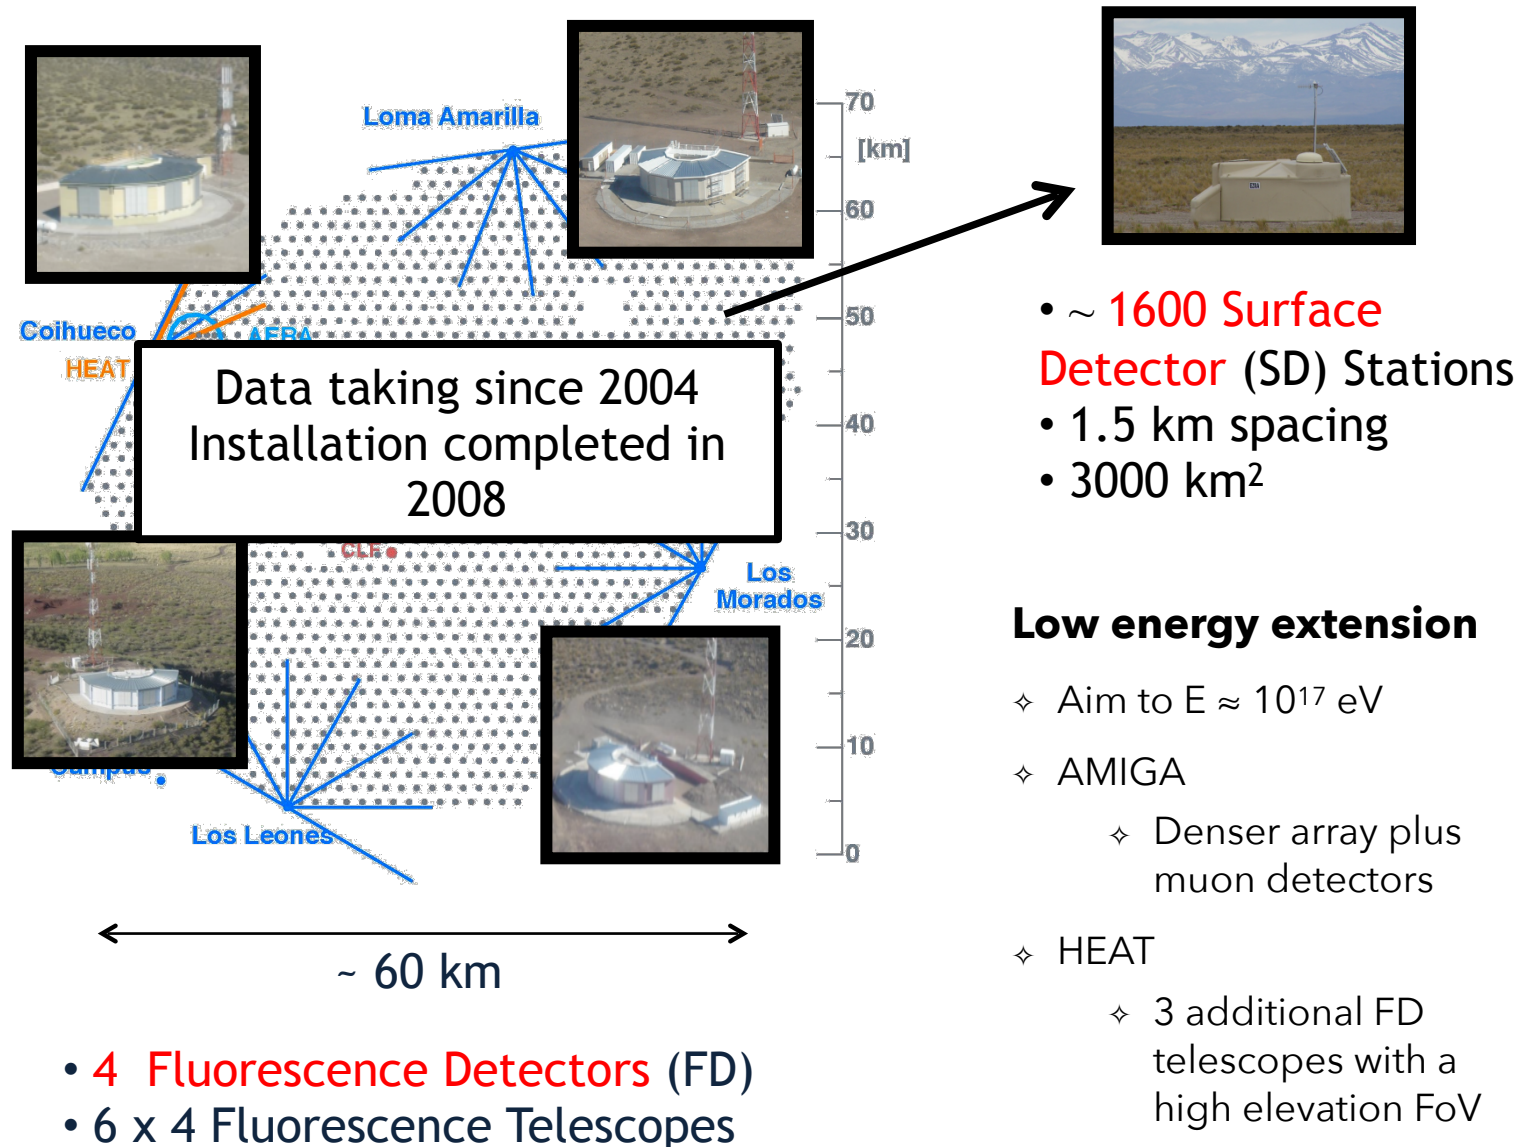 Loma Amarilla
70
[km]
60
50
40
30
20
10
0
Coihueco
HEAT
AERA
Data taking since 2004
Installation completed in
2008
CLF
Los
Morados
Campus
Los Leones
~ 60 km
• 4 Fluorescence Detectors (FD)
• 6 x 4 Fluorescence Telescopes
• ~ 1600 Surface
Detector (SD) Stations
• 1.5 km spacing
• 3000 km²
Low energy extension
✧ Aim to E ≈ 10¹⁷ eV
✧ AMIGA
✧ Denser array plus
muon detectors
✧ HEAT
✧ 3 additional FD
telescopes with a
high elevation FoV